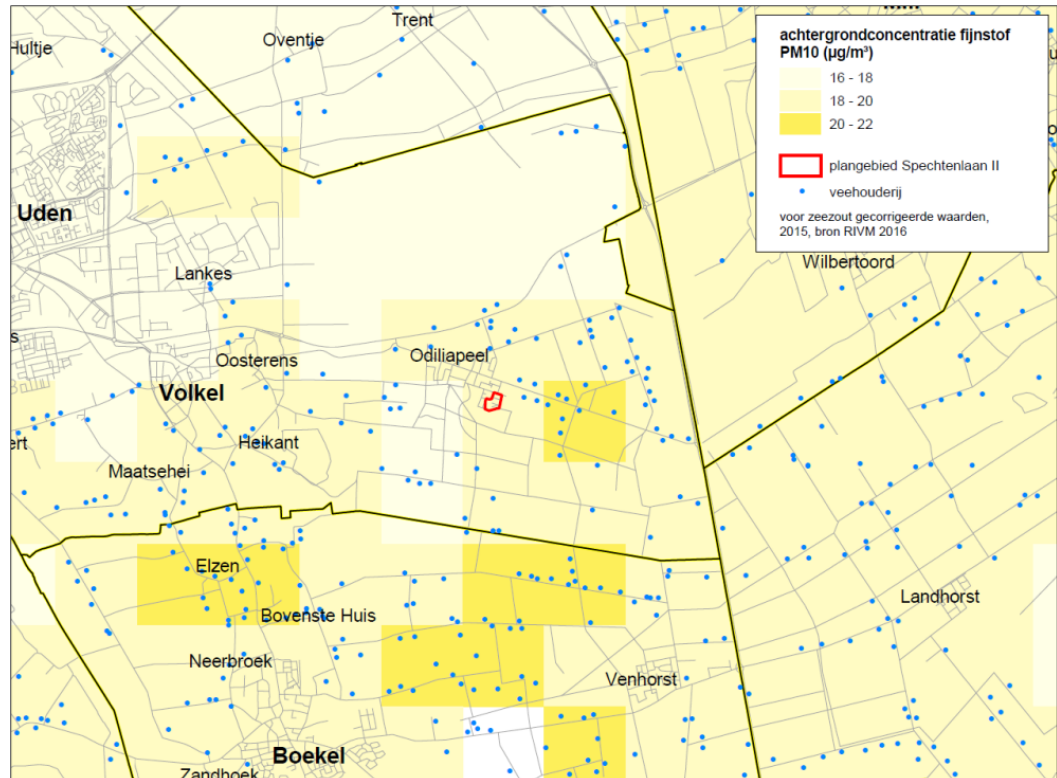 Trent
Hultje
Oventje
achtergrondconcentratie fijnstof
PM10 (µg/m³)
16 - 18
18 - 20
20 - 22
plangebied Spechtenlaan II
veehouderij
voor zeezout gecorrigeerde waarden,
2015, bron RIVM 2016
Uden
Lankes
Wilbertoord
s
Oosterens
Odiliapeel
Volkel
ert
Heikant
Maatsehei
Elzen
Bovenste Huis
Landhorst
Neerbroek
Venhorst
Boekel
Zandhoek